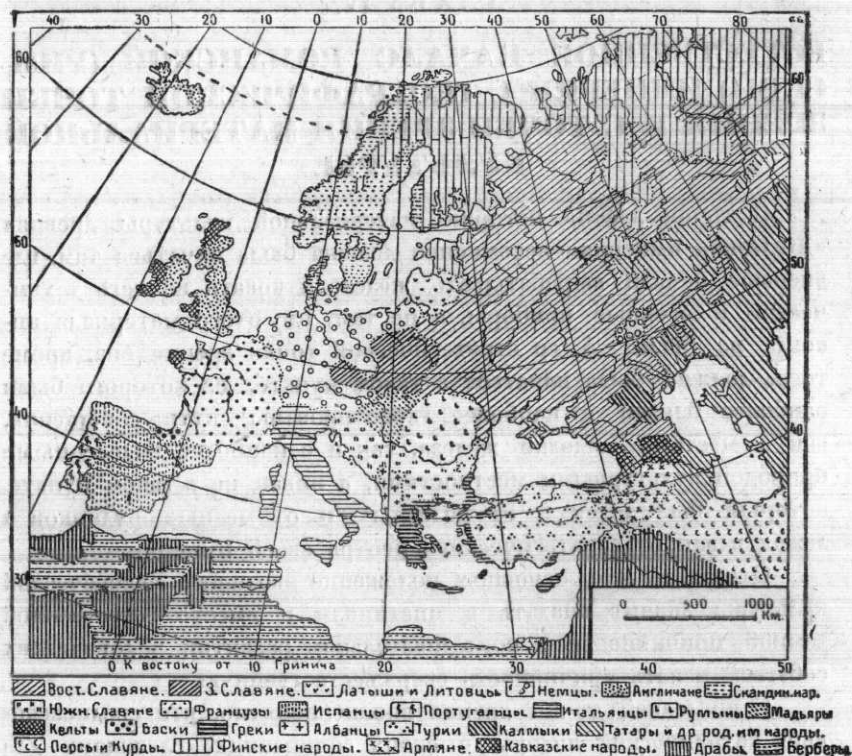 40 30 20 10 0 10 20 30 40 50 60 70 80
60 60
50 50
40 40
30
0 500 1000
Км.
0 К востоку от 10 Гринича 20 30 40 50
Вост. Славяне. З. Славяне. Латыши и Литовцы. Немцы. Англичане Скандин. нар.
Южн. Славяне Французы Испанцы Португальцы. Итальянцы Румыны Мадьяры
Кельты Баски Греки Албанцы Турки Калмыки Татары и др род. им народы.
Персы и Курды. Финские народы. Армяне. Кавказские народы. Арабы. Берберы